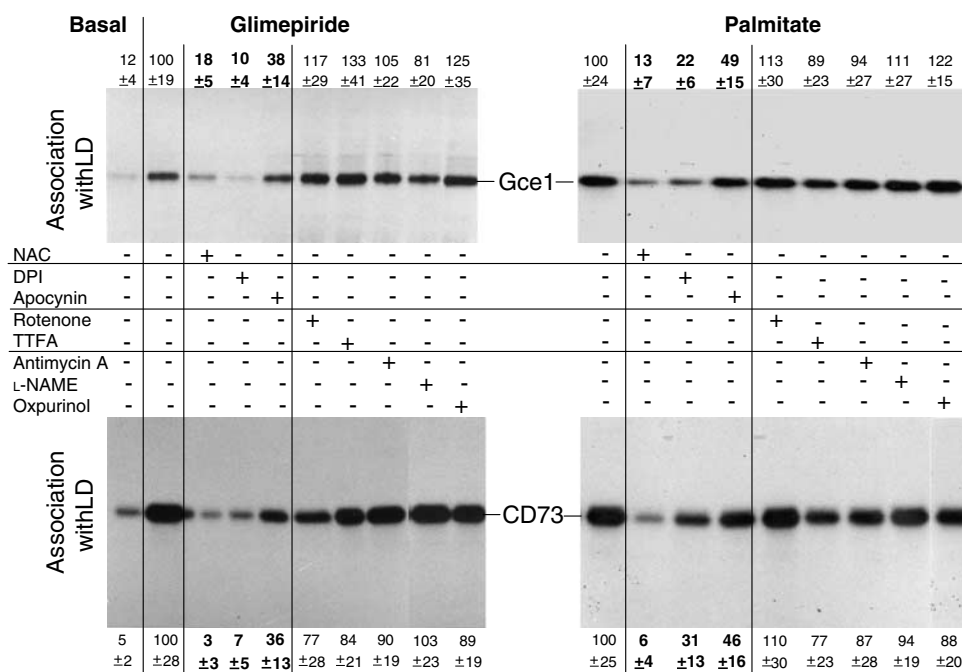 Basal Glimepiride Palmitate
12 100 18 10 38 117 133 105 81 125 100 13 22 49 113 89 94 111 122
±4 ±19 ±5 ±4 ±14 ±29 ±41 ±22 ±20 ±35 ±24 ±7 ±6 ±15 ±30 ±23 ±27 ±27 ±15
Association
withLD
Gce1
NAC - - + - - - - - - - - + - - - - - - -
DPI - - - + - - - - - - - - + - - - - - -
Apocynin - - - - + - - - - - - - - + - - - - -
Rotenone - - - - - + - - - - - - - - + - - - -
TTFA - - - - - - + - - - - - - - - + - - -
Antimycin A - - - - - - - + - - - - - - - - + - -
L-NAME - - - - - - - - + - - - - - - - - + -
Oxpurinol - - - - - - - - - + - - - - - - - - +
Association
withLD
CD73
5 100 3 7 36 77 84 90 103 89 100 6 31 46 110 77 87 94 88
±2 ±28 ±3 ±5 ±13 ±28 ±21 ±19 ±23 ±19 ±25 ±4 ±13 ±16 ±30 ±23 ±28 ±19 ±20